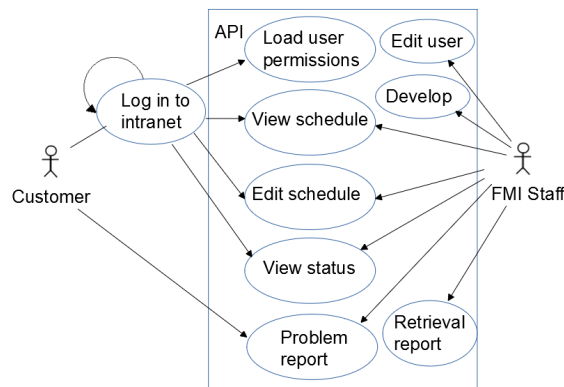 API
Load user
permissions
Edit user
Log in to
intranet
Develop
View schedule
Customer
Edit schedule
FMI Staff
View status
Problem
report
Retrieval
report